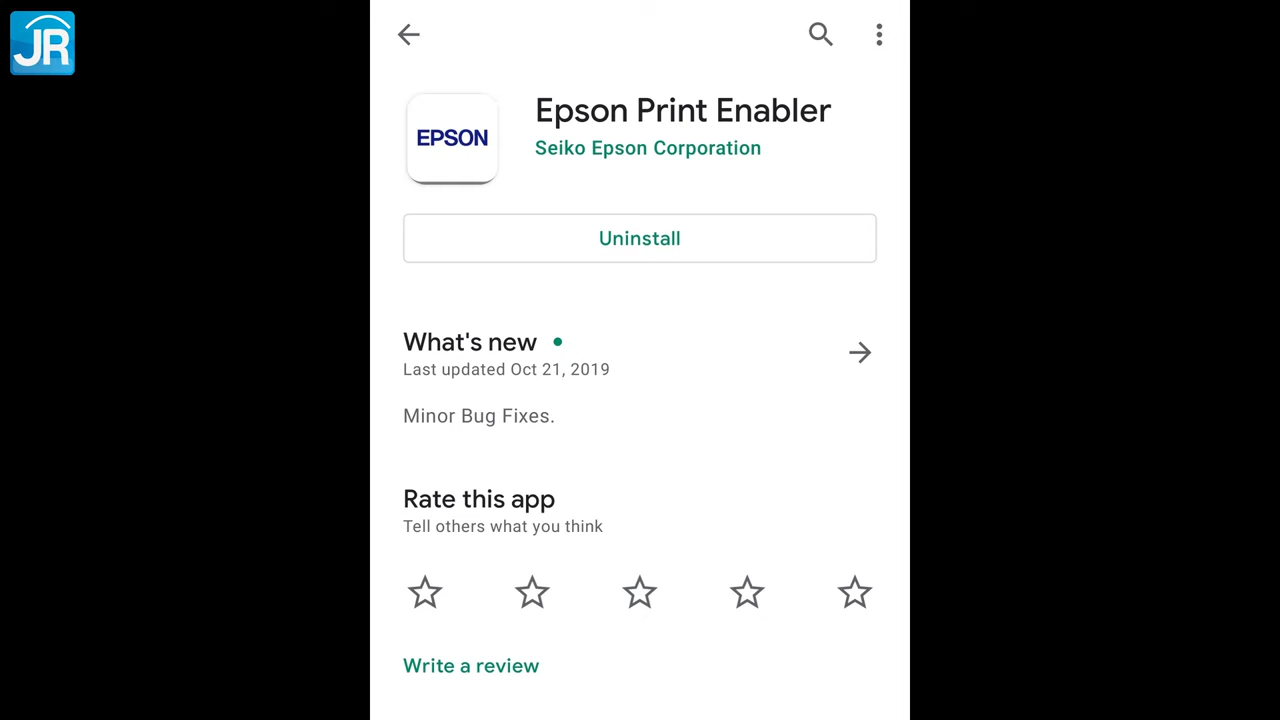 JR
Epson Print Enabler
EPSON
Seiko Epson Corporation
Uninstall
What's new
Last updated Oct 21, 2019
Minor Bug Fixes.
Rate this app
Tell others what you think
Write a review